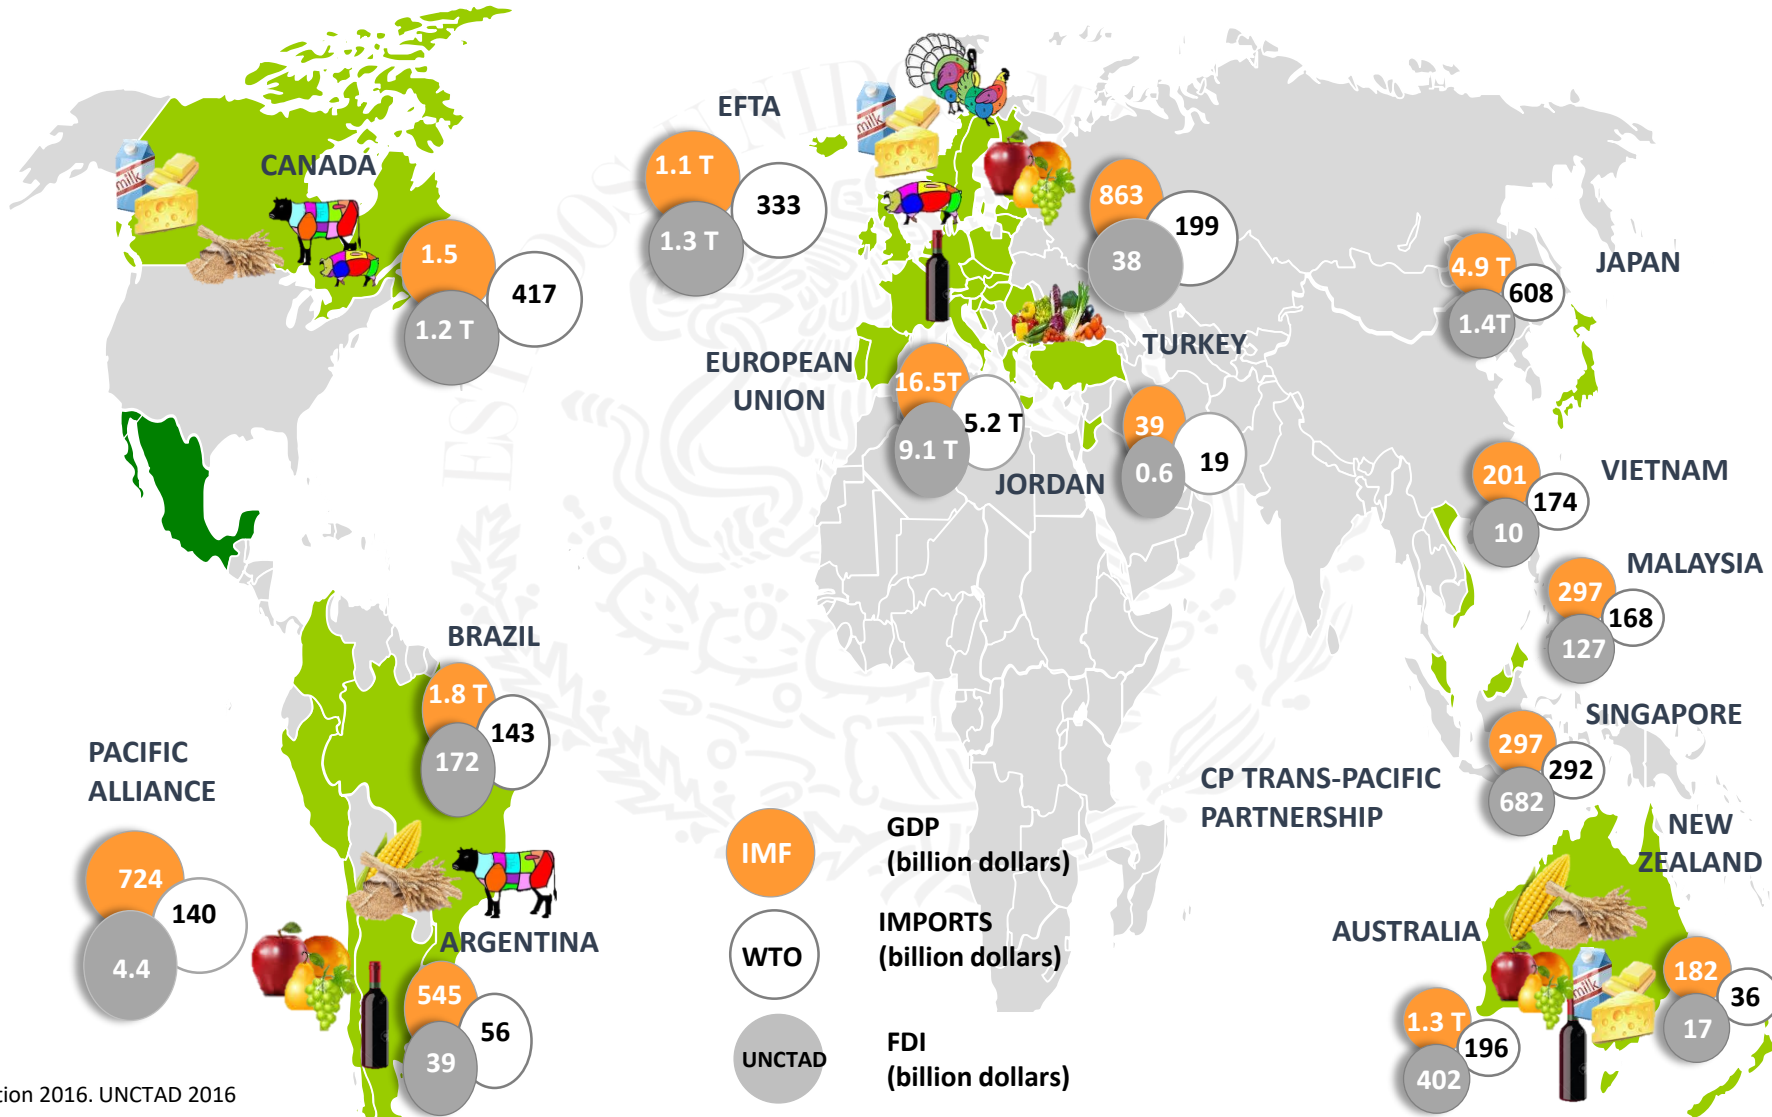 EFTA
1.1 T
333
1.3 T
milk
CANADA
milk
1.5
417
1.2 T
863
199
38
TURKEY
JAPAN
4.9 T
608
1.4T
EUROPEAN
UNION
16.5T
5.2 T
9.1 T
JORDAN
39
19
0.6
VIETNAM
201
174
10
MALAYSIA
297
168
127
SINGAPORE
297
292
682
CP TRANS-PACIFIC
PARTNERSHIP
BRAZIL
1.8 T
143
172
PACIFIC
ALLIANCE
724
140
4.4
ARGENTINA
545
56
39
IMF
GDP
(billion dollars)
WTO
IMPORTS
(billion dollars)
UNCTAD
FDI
(billion dollars)
NEW
ZEALAND
182
36
17
AUSTRALIA
milk
1.3 T
196
402
tion 2016. UNCTAD 2016
ESTADOS UNIDOS M